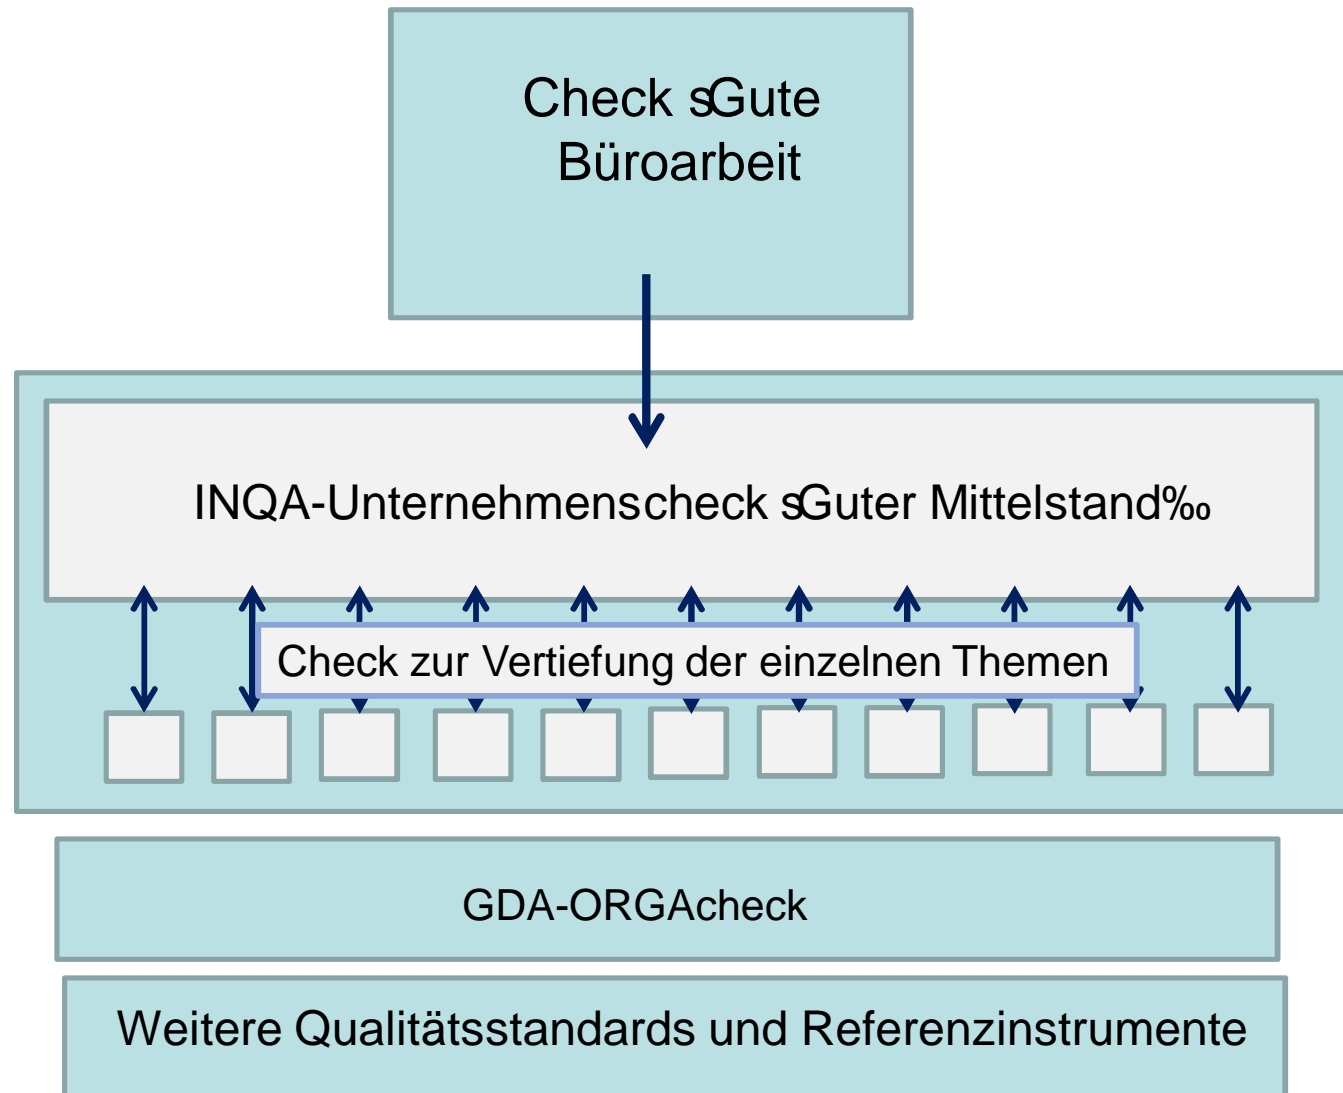 Check sGute
Büroarbeit
INQA-Unternehmenscheck sGuter Mittelstand‰
Check zur Vertiefung der einzelnen Themen
GDA-ORGAcheck
Weitere Qualitätsstandards und Referenzinstrumente